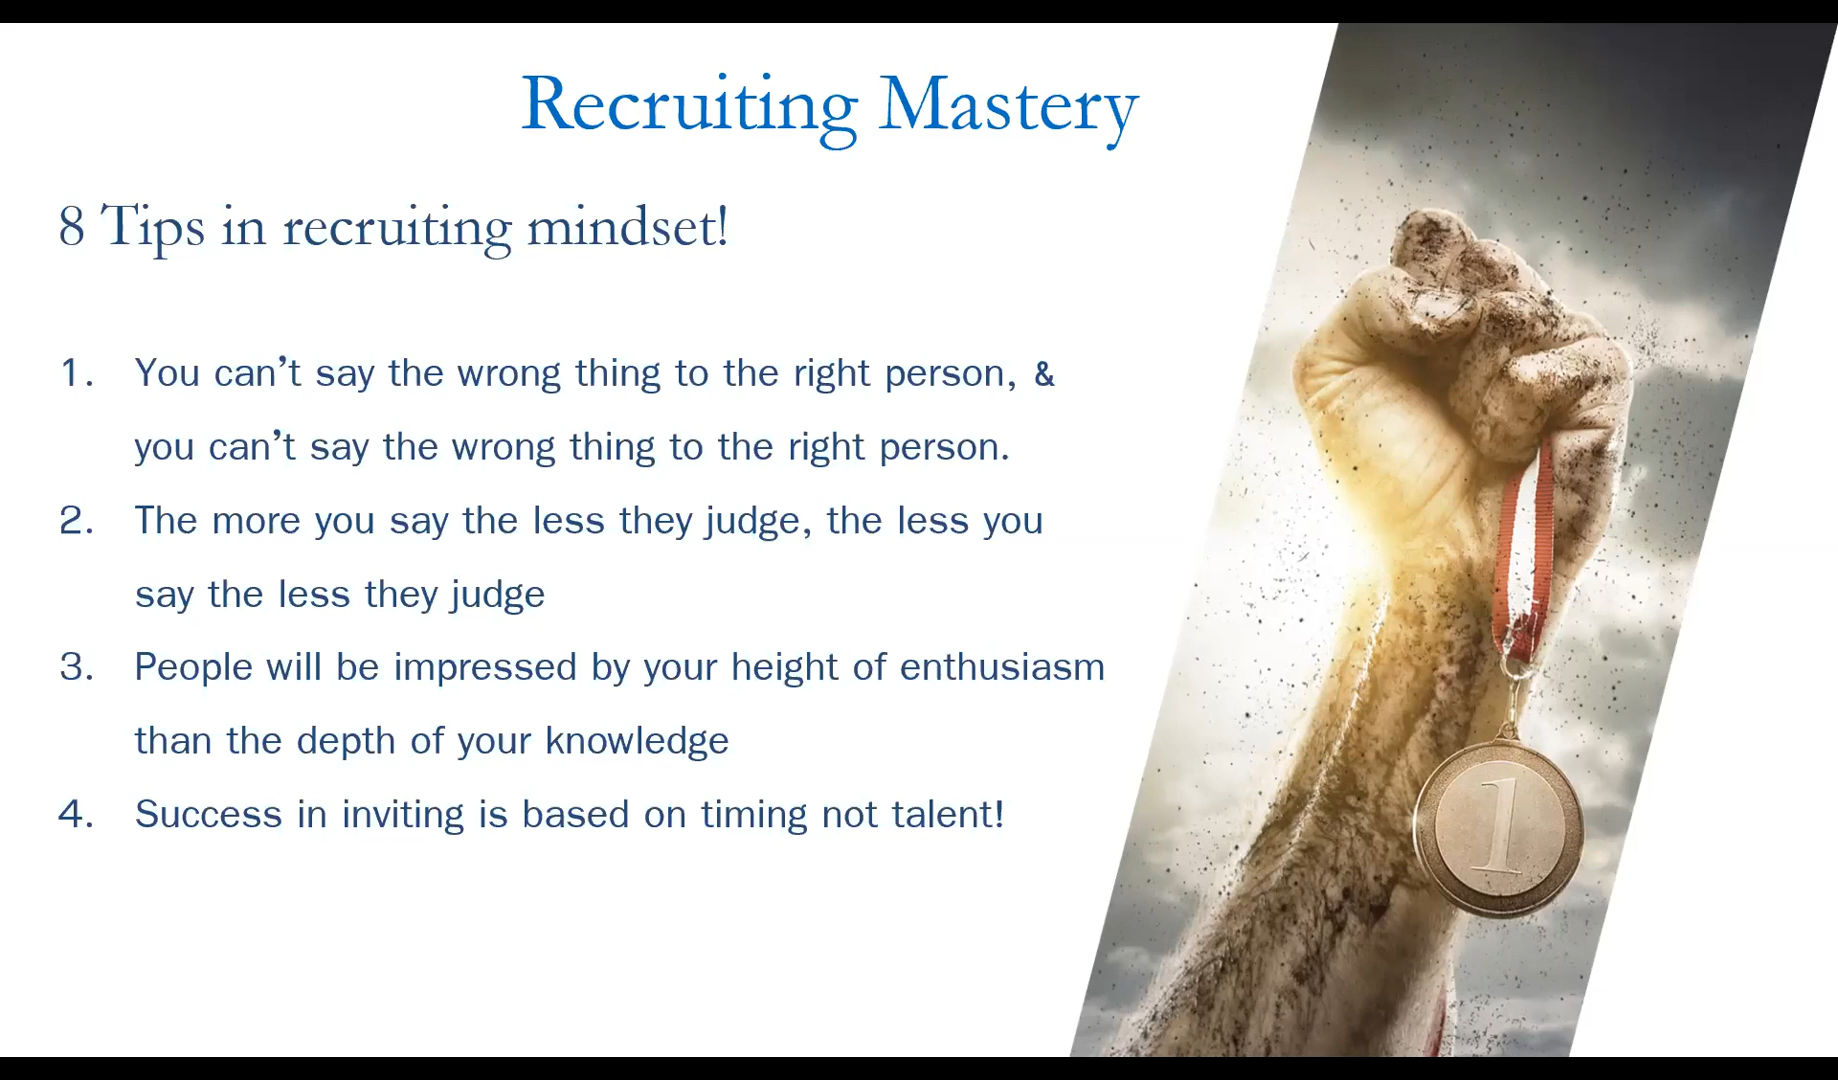 Recruiting Mastery
8 Tips in recruiting mindset!
1. You can’t say the wrong thing to the right person, &
you can’t say the wrong thing to the right person.
2. The more you say the less they judge, the less you
say the less they judge
3. People will be impressed by your height of enthusiasm
than the depth of your knowledge
4. Success in inviting is based on timing not talent!
1